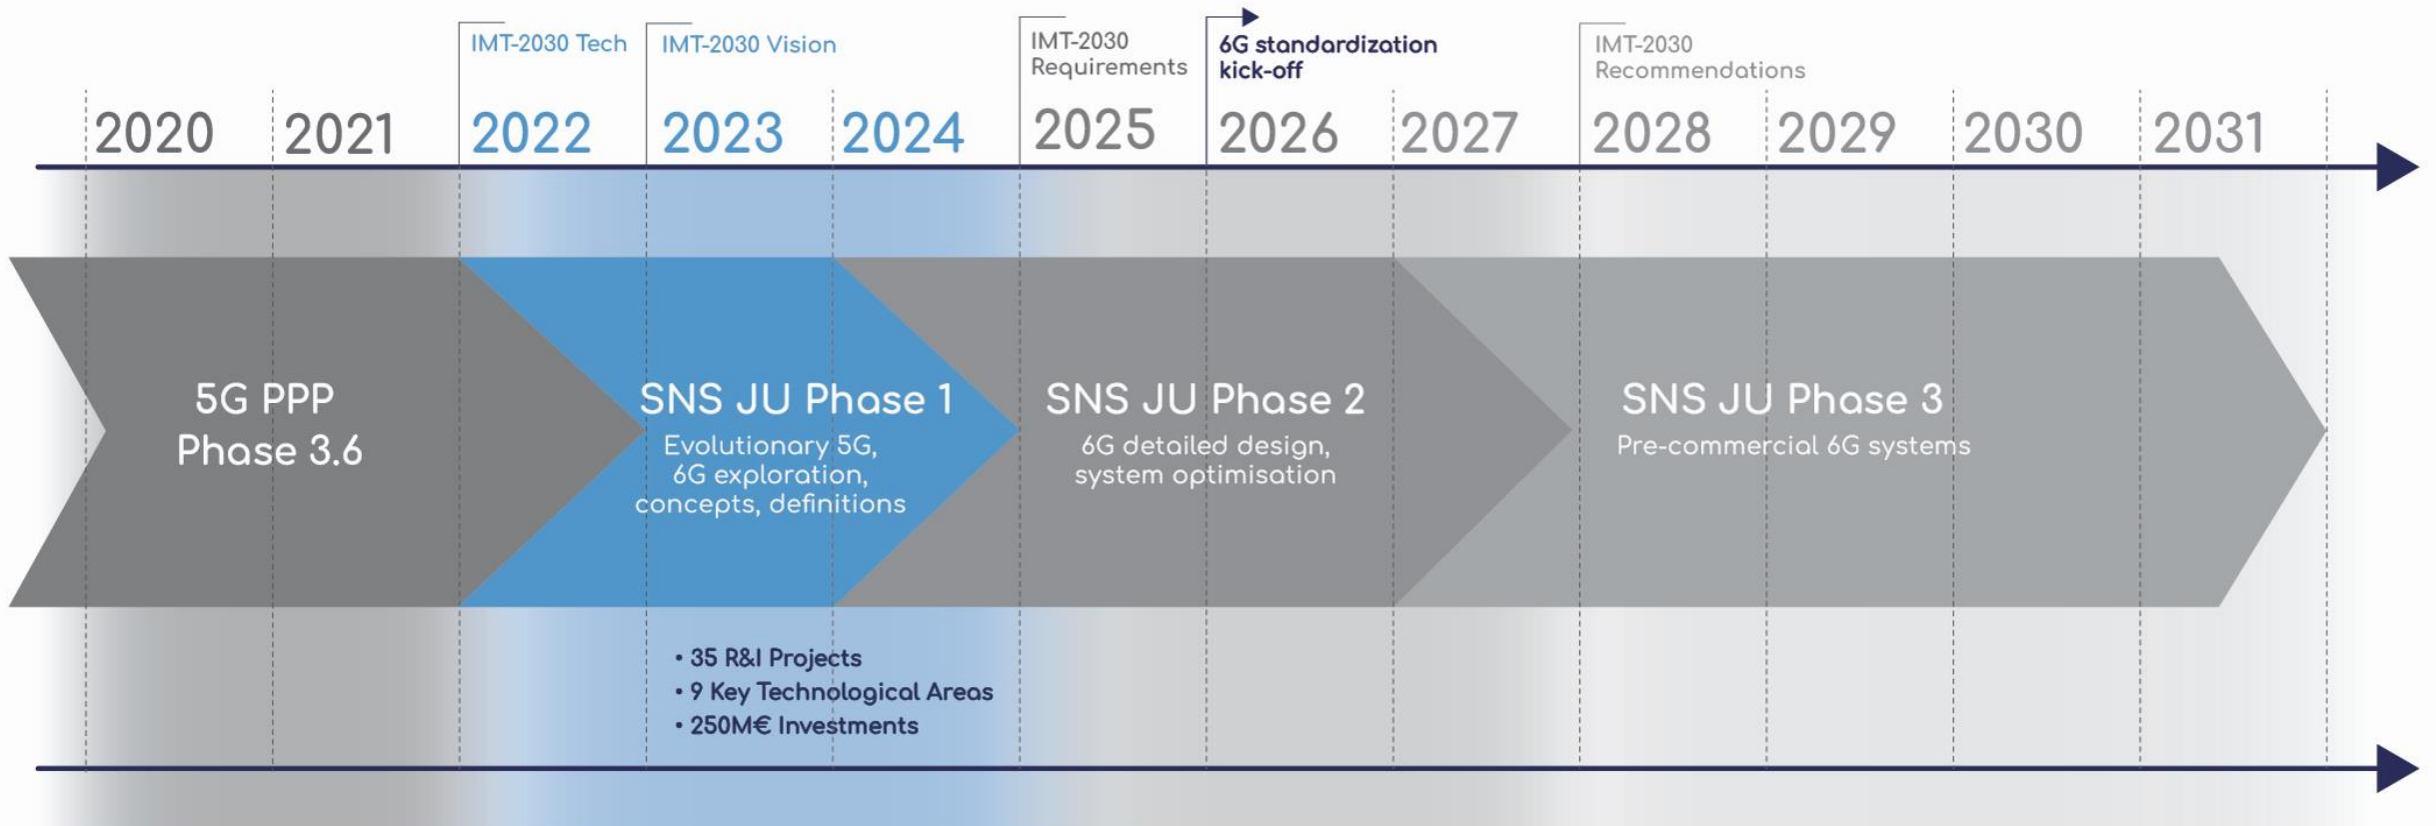 IMT-2030 Tech
IMT-2030 Vision
IMT-2030
Requirements
6G standardization
kick-off
IMT-2030
Recommendations
2020
2021
2022
2023
2024
2025
2026
2027
2028
2029
2030
2031
5G PPP
Phase 3.6
SNS JU Phase 1
Evolutionary 5G,
6G exploration,
concepts, definitions
SNS JU Phase 2
6G detailed design,
system optimisation
SNS JU Phase 3
Pre-commercial 6G systems
• 35 R&I Projects
• 9 Key Technological Areas
• 250M€ Investments